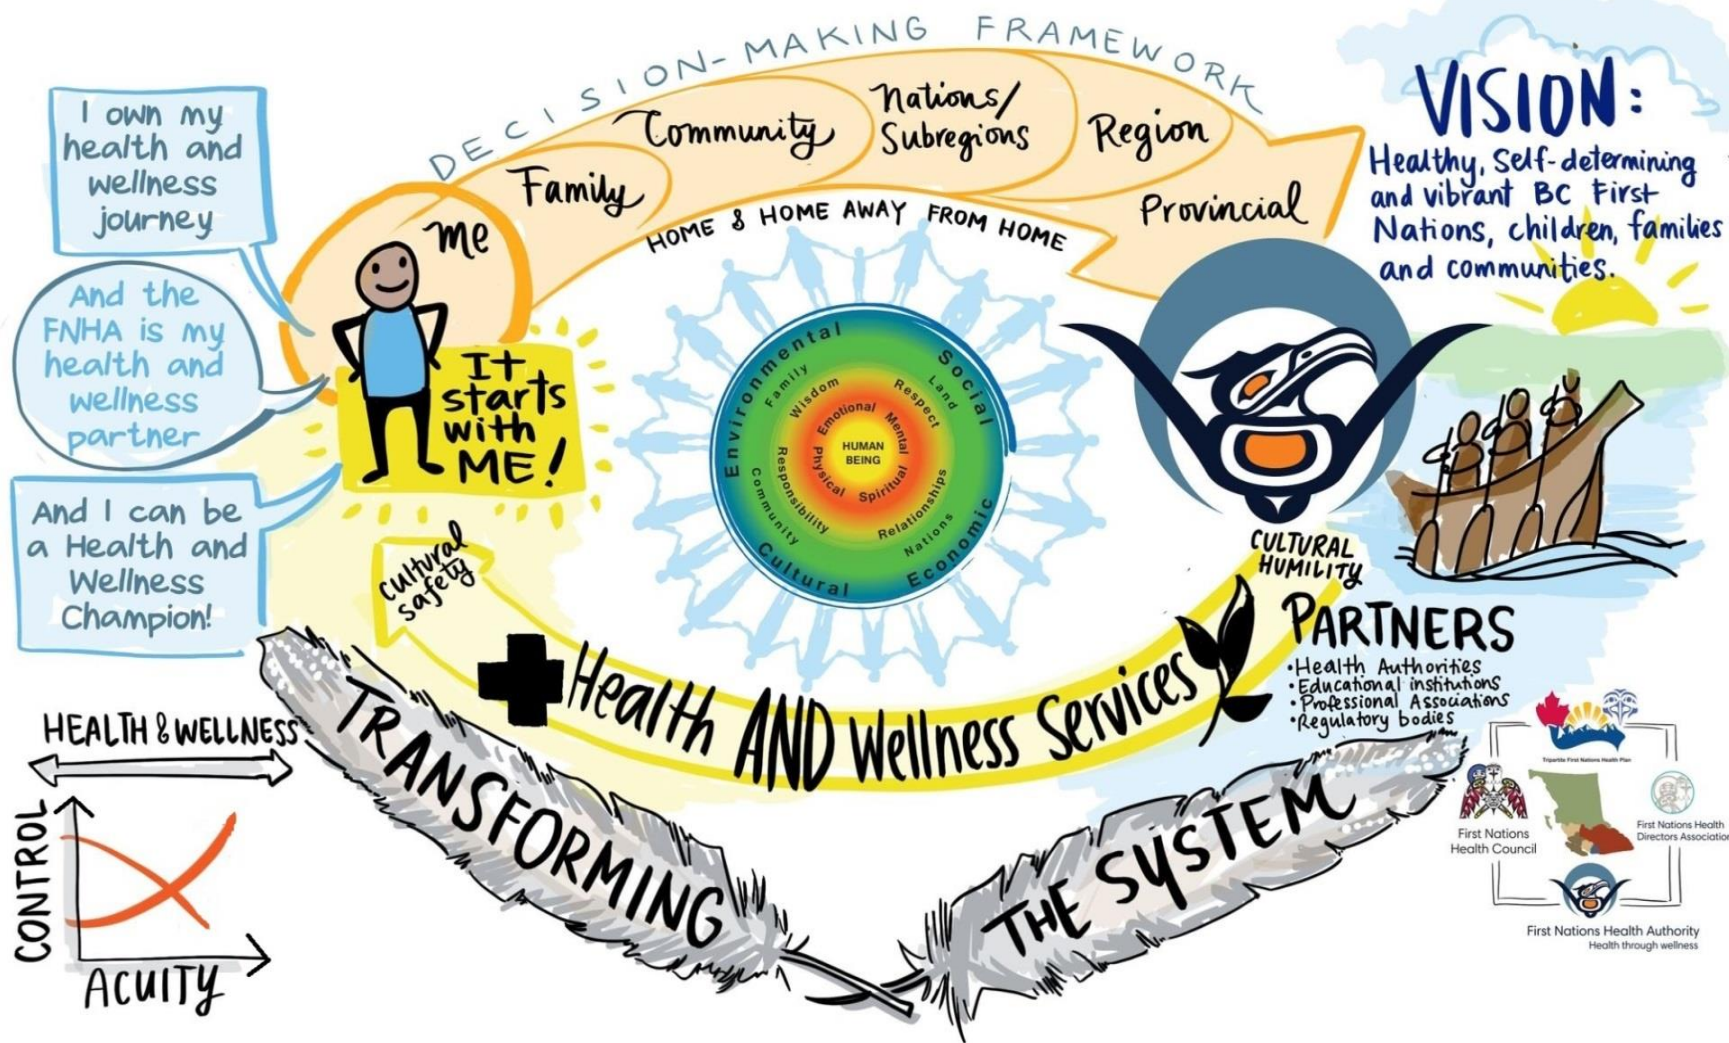 DECISION-MAKING FRAMEWORK
I own my
health and
wellness
journey
And the
FNHA is my
health and
wellness
partner
And I can be
a Health and
Wellness
Champion!
Me
Family
Community
Nations/
Subregions
Region
Provincial
HOME & HOME AWAY FROM HOME
It
starts
with
ME!
VISION:
Healthy, Self-determining
and vibrant BC First
Nations, children, families
and communities.
Environmental
Social
Economic
Cultural
Family
Land
Nations
Community
Wisdom
Respect
Relationships
Responsibility
Emotional
Mental
Spiritual
Physical
HUMAN
BEING
Cultural
safety
CULTURAL
HUMILITY
Health AND Wellness Services
PARTNERS
•Health Authorities
•Educational institutions
•Professional Associations
•Regulatory bodies
TRANSFORMING
THE SYSTEM
HEALTH & WELLNESS
CONTROL
ACUITY
Tripartite First Nations Health Plan
First Nations
Health Council
First Nations Health
Directors Association
First Nations Health Authority
Health through wellness